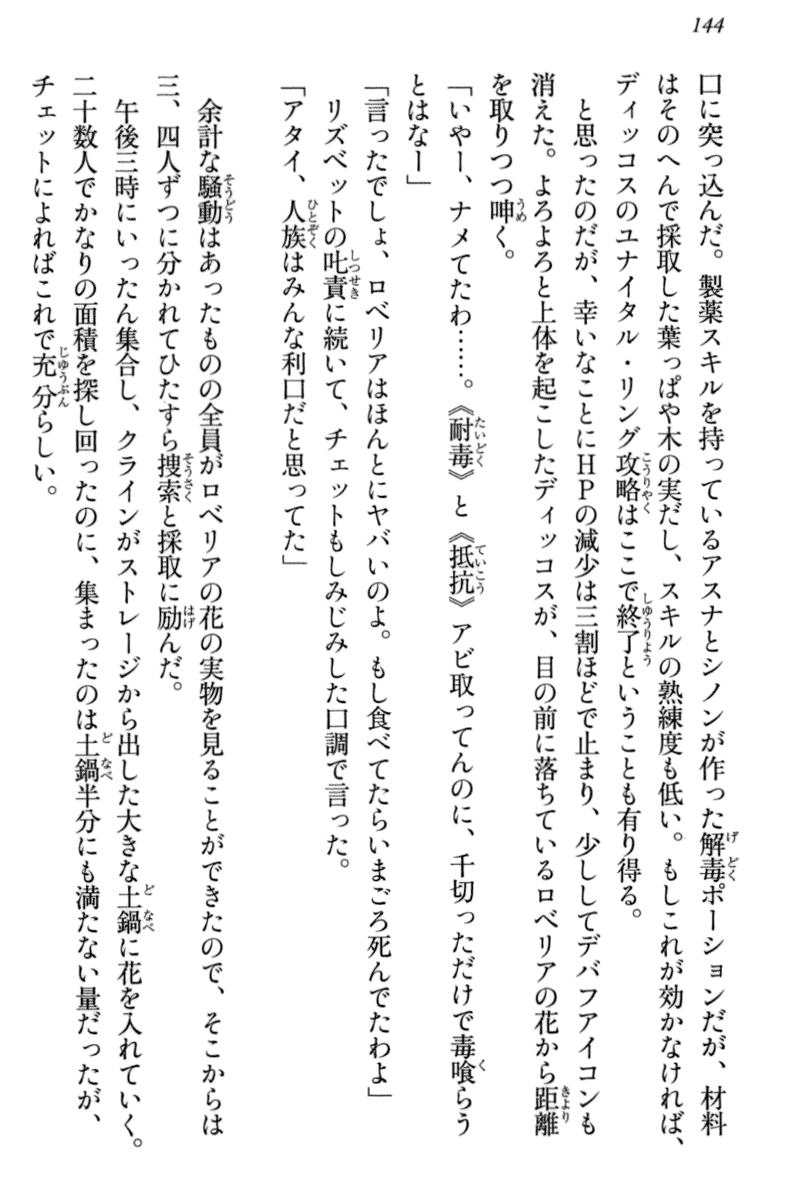 144
口に突っ込んだ。製薬スキルを持っているアスナとシノンが作った解毒ポーションだが、材料
はそのへんで採取した葉っぱや木の実だし、スキルの熟練度も低い。もしこれが効かなければ、
ディッコスのユナイタル・リング攻略はここで終了ということも有り得る。
と思ったのだが、幸いなことにHPの減少は三割ほどで止まり、少ししてデバフアイコンも
消えた。よろよろと上体を起こしたディッコスが、目の前に落ちているロベリアの花から距離
を取りつつ呻く。
「いやー、ナメてたわ……。《耐毒》と《抵抗》アビ取ってんのに、千切っただけで毒喰らう
とはなー」
「言ったでしょ、ロベリアはほんとにヤバいのよ。もし食べてたらいまごろ死んでたわよ」
リズベットの叱責に続いて、チェットもしみじみした口調で言った。
「アタイ、人族はみんな利口だと思ってた」
余計な騒動はあったものの全員がロベリアの花の実物を見ることができたので、そこからは
三、四人ずつに分かれてひたすら捜索と採取に励んだ。
午後三時にいったん集合し、クラインがストレージから出した大きな土鍋に花を入れていく。
二十数人でかなりの面積を探し回ったのに、集まったのは土鍋半分にも満たない量だったが、
チェットによればこれで充分らしい。